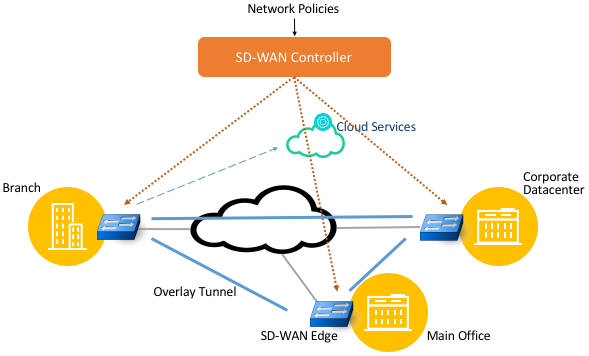 Network Policies
SD-WAN Controller
Cloud Services
Branch
Corporate
Datacenter
Overlay Tunnel
SD-WAN Edge
Main Office